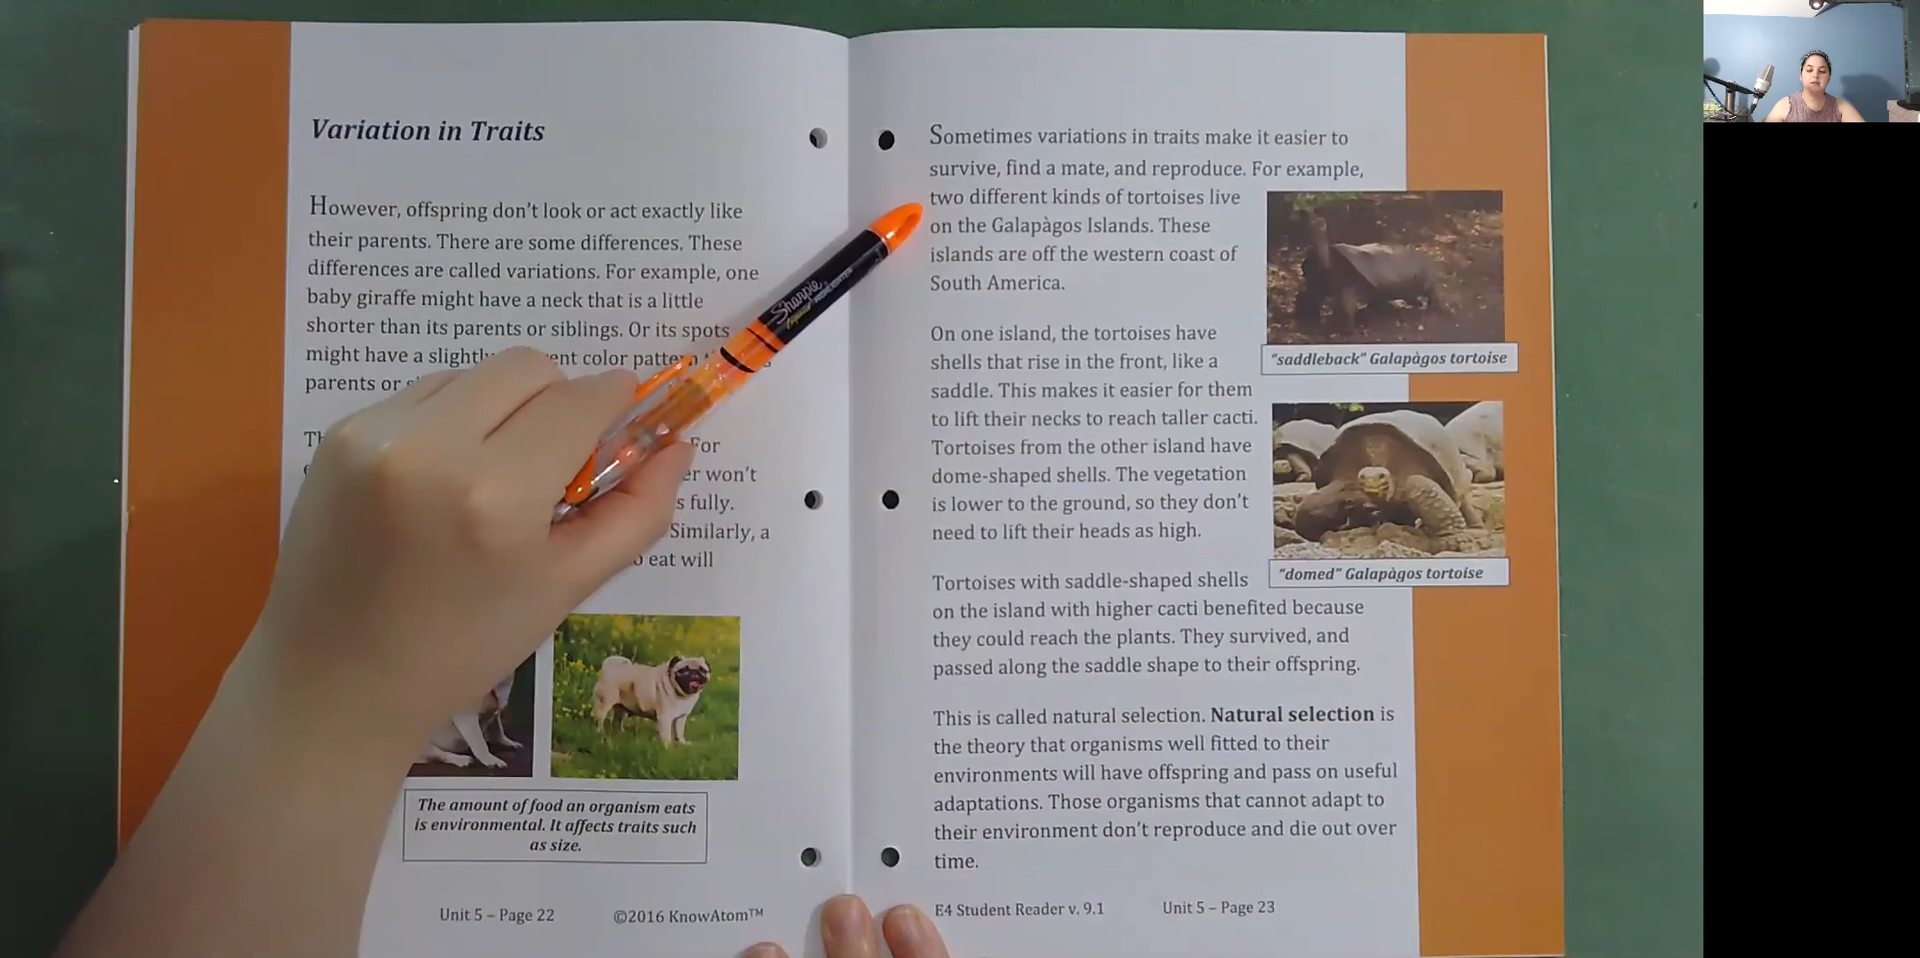 Variation in Traits
However, offspring don't look or act exactly like
their parents. There are some differences. These
differences are called variations. For example, one
baby giraffe might have a neck that is a little
shorter than its parents or siblings. Or its spots
might have a color
parents or
For
won't
fully.
Similarly, a
eat will
The amount of food an organism eats
is environmental. It affects traits such
as size.
Unit 5 – Page 22 ©2016 KnowAtom™
Sharpie
Sometimes variations in traits make it easier to
survive, find a mate, and reproduce. For example,
two different kinds of tortoises live
on the Galapàgos Islands. These
islands are off the western coast of
South America.
"saddleback" Galapàgos tortoise
On one island, the tortoises have
shells that rise in the front, like a
saddle. This makes it easier for them
to lift their necks to reach taller cacti.
Tortoises from the other island have
dome-shaped shells. The vegetation
is lower to the ground, so they don't
need to lift their heads as high.
"domed" Galapàgos tortoise
Tortoises with saddle-shaped shells
on the island with higher cacti benefited because
they could reach the plants. They survived, and
passed along the saddle shape to their offspring.
This is called natural selection. Natural selection is
the theory that organisms well fitted to their
environments will have offspring and pass on useful
adaptations. Those organisms that cannot adapt to
their environment don't reproduce and die out over
time.
E4 Student Reader v. 9.1 Unit 5 – Page 23